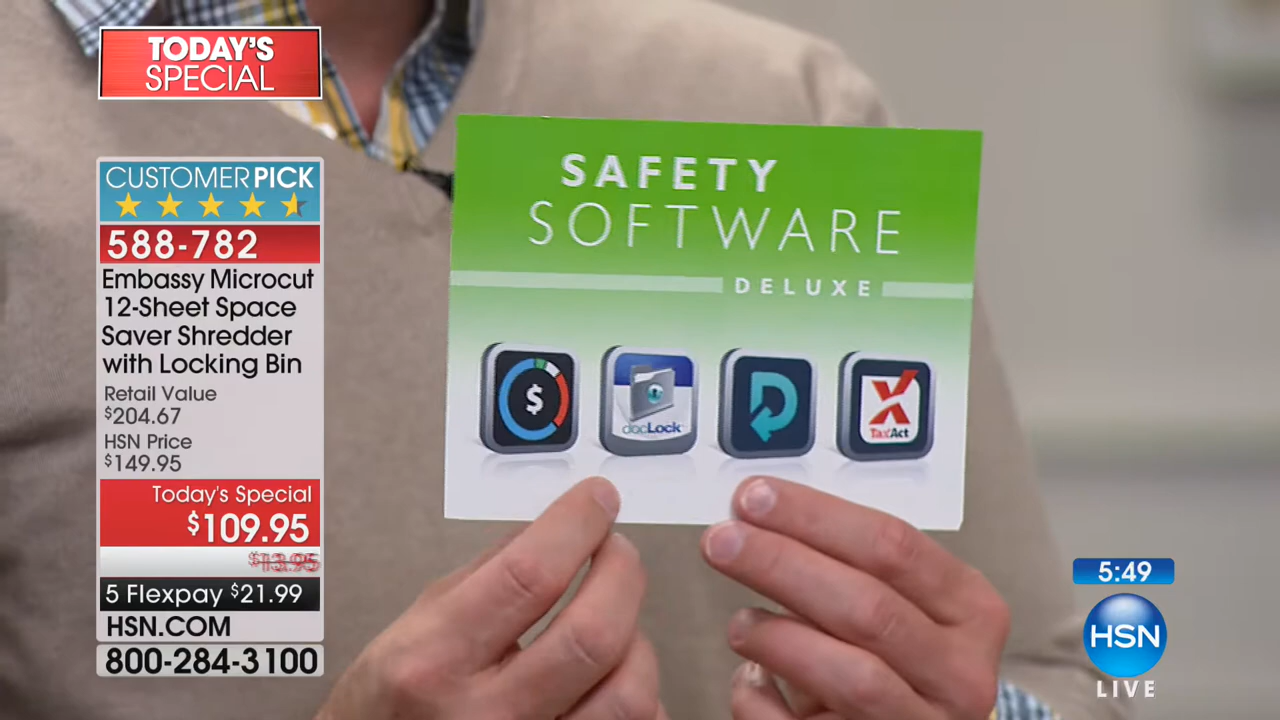 TODAY'S
SPECIAL
CUSTOMER PICK
588-782
Embassy Microcut
12-Sheet Space
Saver Shredder
with Locking Bin
Retail Value
$204.67
HSN Price
$149.95
Today's Special
$109.95
5 Flexpay $21.99
HSN.COM
800-284-3100
SAFETY
SOFTWARE
DELUXE
$
docLock
D
TaxAct
5:49
HSN
LIVE